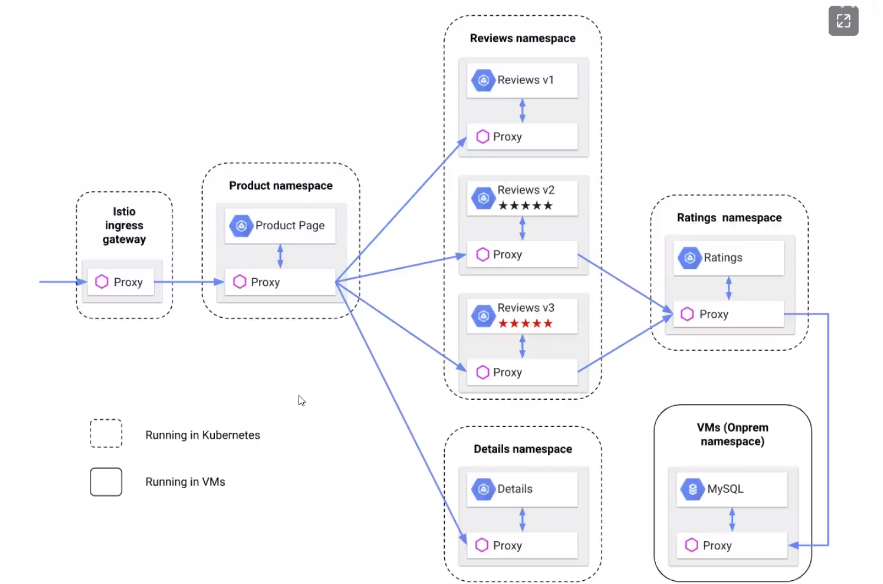 Reviews namespace
Reviews v1
Proxy
Reviews v2
★★★★★
Proxy
Reviews v3
★★★★★
Proxy
Product namespace
Product Page
Proxy
Istio
ingress
gateway
Proxy
Ratings namespace
Ratings
Proxy
Running in Kubernetes
Running in VMs
Details namespace
Details
Proxy
VMs (Onprem
namespace)
MySQL
Proxy